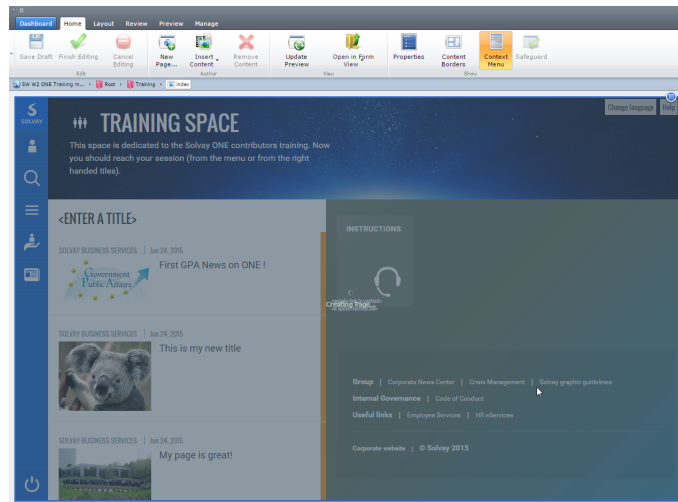 Dashboard Home Layout Review Preview Manage
Save Draft Finish Editing Cancel Editing New Page... Insert Content Remove Content Update Preview Open in Form View Properties Content Borders Context Menu Safeguard
Edit Author View Show
SW W2 ONE Training m... Root Training index
SOLVAY
Change language Help
TRAINING SPACE
This space is dedicated to the Solvay ONE contributors training. Now
you should reach your session (from the menu or from the right
handed tiles).
<ENTER A TITLE>
INSTRUCTIONS
SOLVAY BUSINESS SERVICES | Jun 24, 2015
First GPA News on ONE !
Government
Public Affairs
Creating Page...
SOLVAY BUSINESS SERVICES | Jun 24, 2015
This is my new title
Group | Corporate News Center | Crisis Management | Solvay graphic guidelines
Internal Governance | Code of Conduct
Useful links | Employee Services | HR eServices
SOLVAY BUSINESS SERVICES | Jun 24, 2015
My page is great!
Corporate website | © Solvay 2015